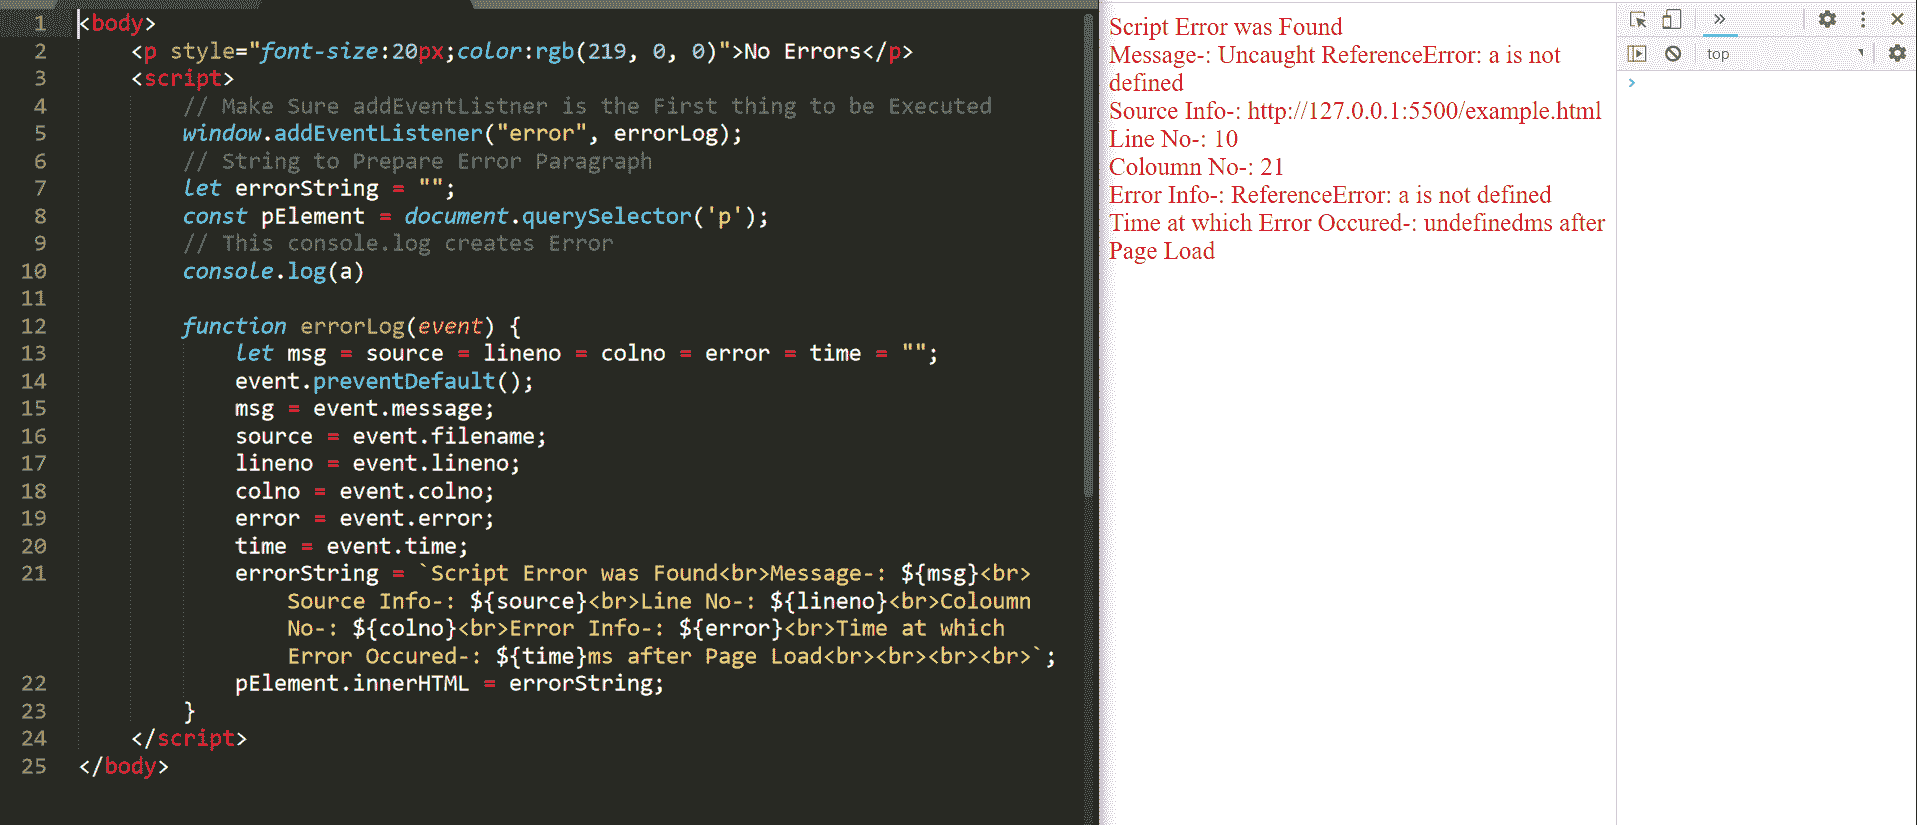 1 <body>
2 <p style="font-size:20px;color:rgb(219, 0, 0)">No Errors</p>
3 <script>
4 // Make Sure addEventListner is the First thing to be Executed
5 window.addEventListener("error", errorLog);
6 // String to Prepare Error Paragraph
7 let errorString = "";
8 const pElement = document.querySelector('p');
9 // This console.log creates Error
10 console.log(a)
11
12 function errorLog(event) {
13 let msg = source = lineno = colno = error = time = "";
14 event.preventDefault();
15 msg = event.message;
16 source = event.filename;
17 lineno = event.lineno;
18 colno = event.colno;
19 error = event.error;
20 time = event.time;
21 errorString = `Script Error was Found<br>Message-: ${msg}<br>
Source Info-: ${source}<br>Line No-: ${lineno}<br>Coloumn
No-: ${colno}<br>Error Info-: ${error}<br>Time at which
Error Occured-: ${time}ms after Page Load<br><br><br><br>`;
22 pElement.innerHTML = errorString;
23 }
24 </script>
25 </body>
Script Error was Found
Message-: Uncaught ReferenceError: a is not
defined
Source Info-: http://127.0.0.1:5500/example.html
Line No-: 10
Coloumn No-: 21
Error Info-: ReferenceError: a is not defined
Time at which Error Occured-: undefinedms after
Page Load
top